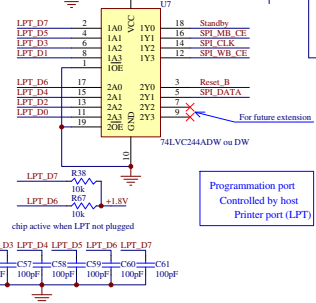 U7
LPT_D7 2 1A0 VCC 1Y0 18 Standby
LPT_D5 4 1A1 1Y1 16 SPI_MB_CE
LPT_D3 6 1A2 1Y2 14 SPI_CLK
LPT_D1 8 1A3 1Y3 12 SPI_WB_CE
1 1OE
LPT_D6 17 2A0 2Y0 3 Reset_B
LPT_D4 15 2A1 2Y1 5 SPI_DATA
LPT_D2 13 2A2 2Y2 7
LPT_D0 11 2A3 2Y3 9
19 2OE GND
For future extension
10
74LVC244ADW ou DW
LPT_D7 R38
10k
LPT_D6 R67 +1.8V
10k
chip active when LPT not plugged
Programmation port
Controlled by host
Printer port (LPT)
_D3 LPT_D4 LPT_D5 LPT_D6 LPT_D7
C57 C58 C59 C60 C61
100pF 100pF 100pF 100pF 100pF